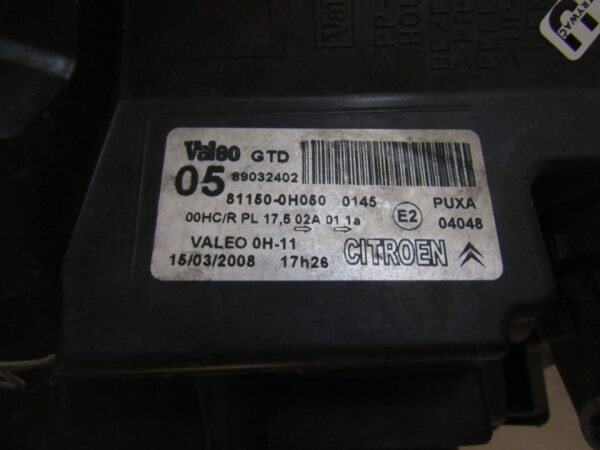 Valeo GTD
89032402
05
81150-0H050 0145
PUXA
00HC/R PL 17,5 02A 01 1a
E2
04048
VALEO 0H-11
15/03/2008 17h26
CITROEN
Valeo